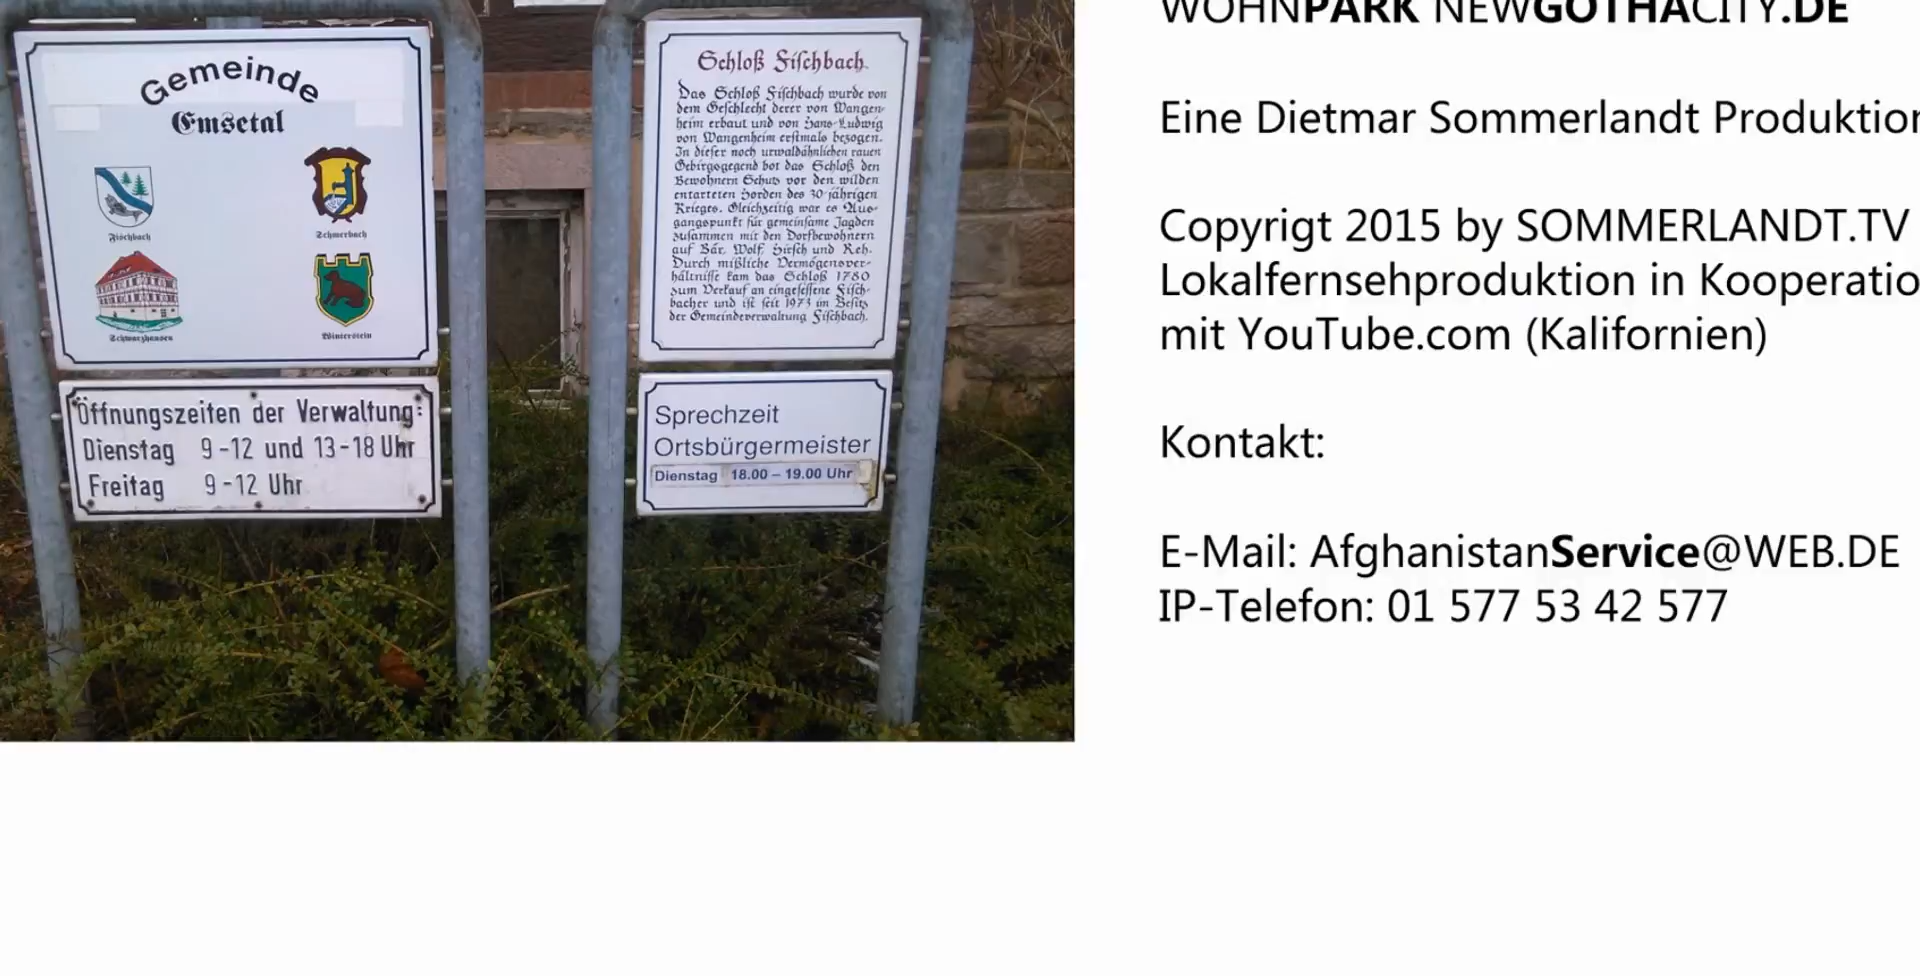 Gemeinde
Emsetal
Fischbach
Schmerbach
Schwarzhausen
Winterstein
Öffnungszeiten der Verwaltung:
Dienstag 9-12 und 13-18 Uhr
Freitag 9-12 Uhr
Schloß Fischbach
Das Schloß Fischbach wurde von
dem Geschlecht derer von Wangen-
heim erbaut und von Hans-Ludwig
von Wangenheim erstmals bezogen.
In dieser noch urwaldähnlichen rauen
Gebirgsgegend bot das Schloß den
Bewohnern Schutz vor den wilden
entarteten Horden des 30 jährigen
Krieges. Gleichzeitig war es Aus-
gangspunkt für gemeinsame Jagden
zusammen mit den Dorfbewohnern
auf Bär, Wolf, Hirsch und Reh.
Durch mißliche Vermögensver-
hältnisse kam das Schloß 1780
zum Verkauf an eingesessene Fisch-
bacher und ist seit 1973 im Besitz
der Gemeindeverwaltung Fischbach.
Sprechzeit
Ortsbürgermeister
Dienstag 18.00 – 19.00 Uhr
WOHNPARK NEWGOTHACITY.DE
Eine Dietmar Sommerlandt Produktion
Copyrigt 2015 by SOMMERLANDT.TV
Lokalfernsehproduktion in Kooperatio
mit YouTube.com (Kalifornien)
Kontakt:
E-Mail: AfghanistanService@WEB.DE
IP-Telefon: 01 577 53 42 577